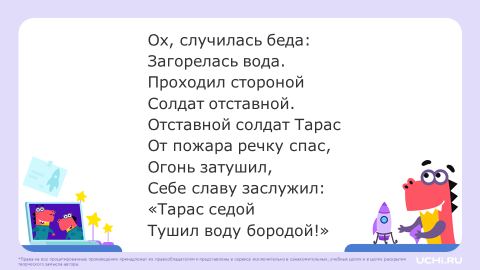 Ох, случилась беда:
Загорелась вода.
Проходил стороной
Солдат отставной.
Отставной солдат Тарас
От пожара речку спас,
Огонь затушил,
Себе славу заслужил:
«Тарас седой
Тушил воду бородой!»
*Права на все процитированные произведения принадлежат их правообладателям и представлены в сервисе исключительно в ознакомительных, учебных целях и в целях раскрытия
творческого замысла автора.
UCHi.RU